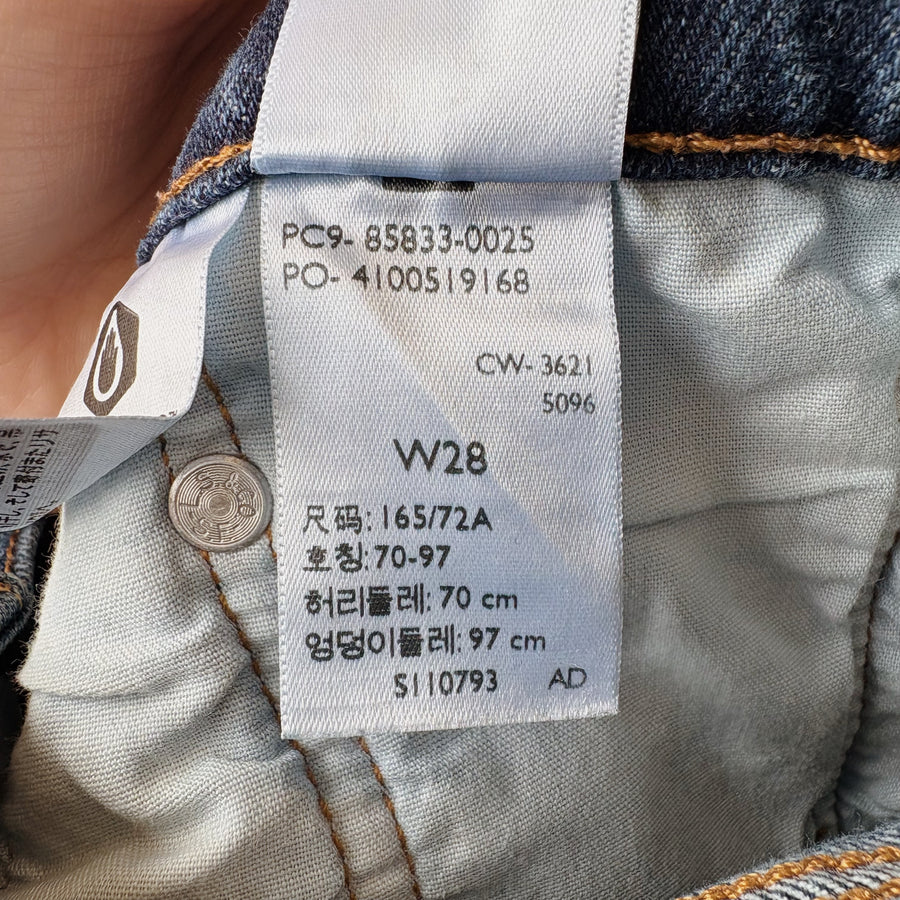 PC9- 85833-0025
PO- 4100519168
CW- 3621
5096
W28
尺码: 165/72A
호칭: 70-97
허리둘레: 70 cm
엉덩이둘레: 97 cm
S110793 AD